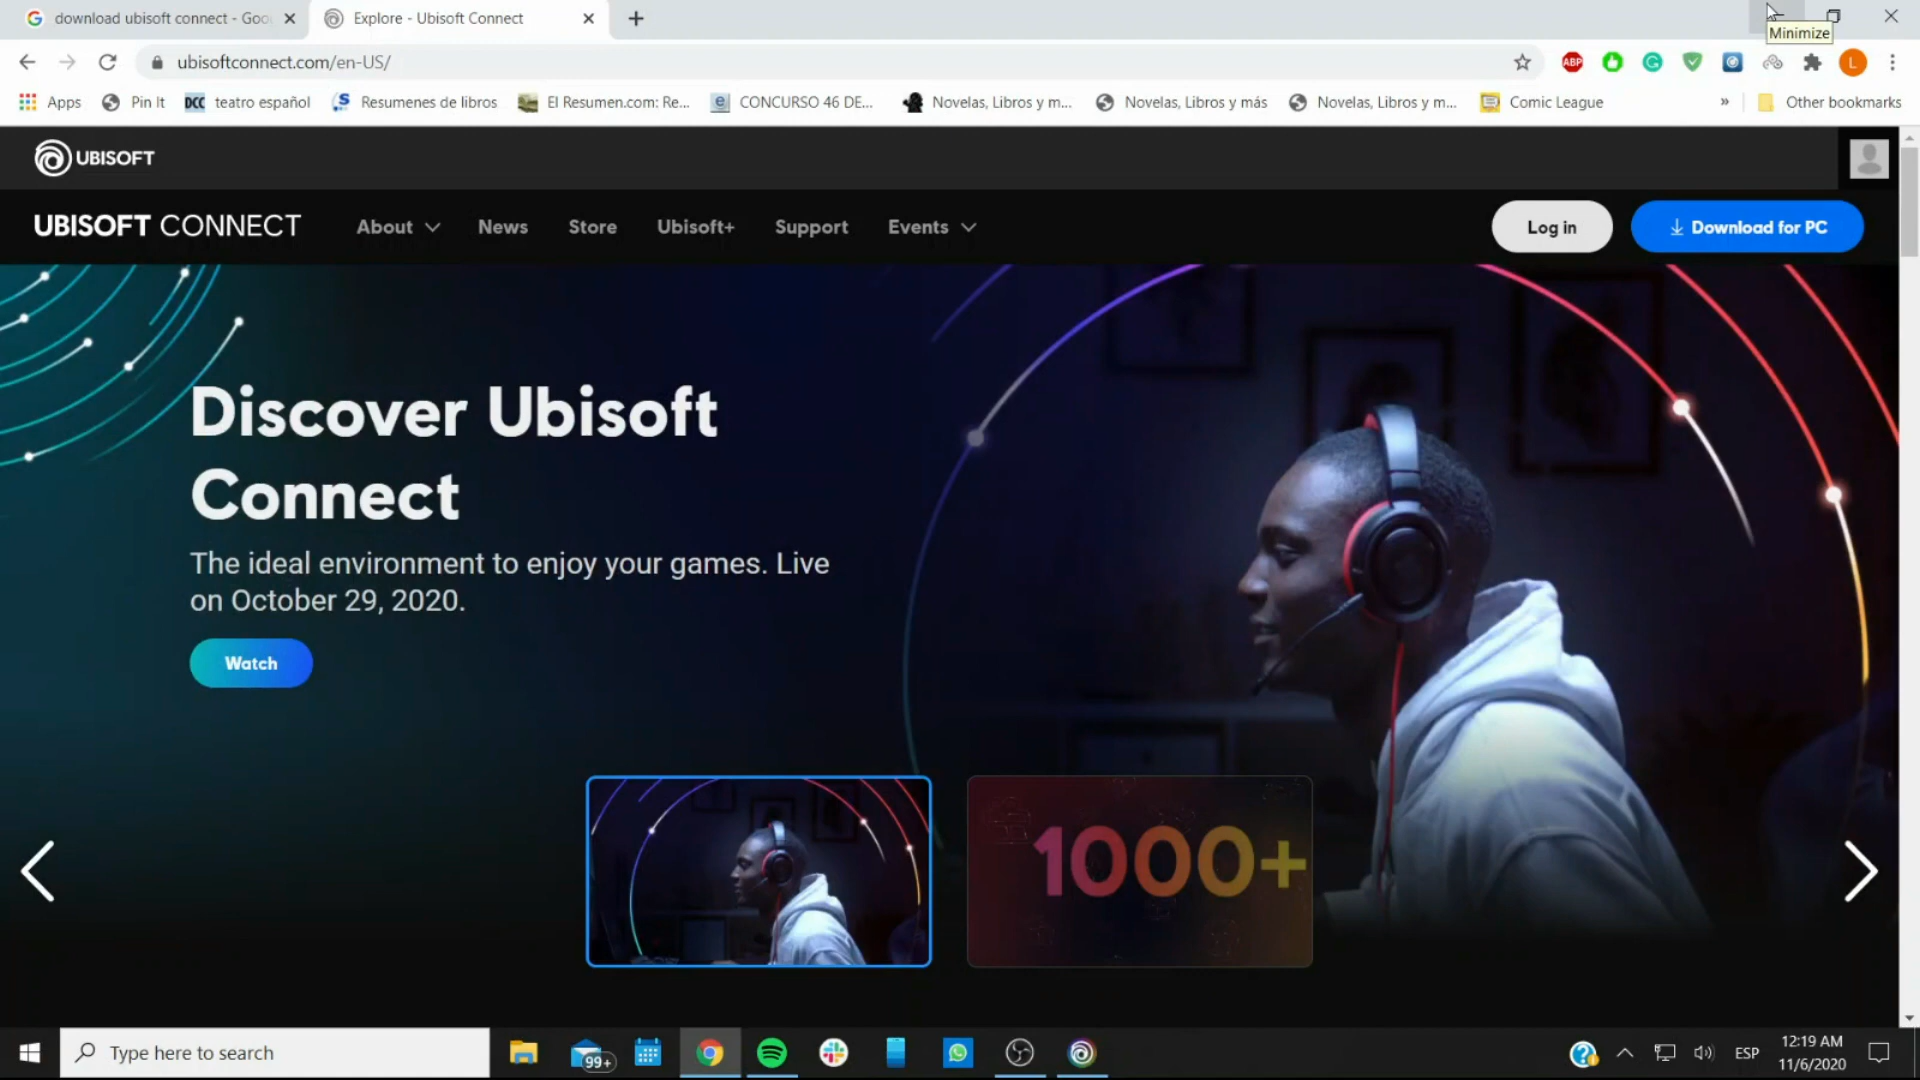 download ubisoft connect - Goo
Explore - Ubisoft Connect
Minimize
ubisoftconnect.com/en-US/
ABP
L
Apps
Pin It
DCC
teatro español
Resumenes de libros
El Resumen.com: Re...
CONCURSO 46 DE...
Novelas, Libros y m...
Novelas, Libros y más
Novelas, Libros y m...
Comic League
»
Other bookmarks
UBISOFT
UBISOFT CONNECT
About
News
Store
Ubisoft+
Support
Events
Log in
Download for PC
Discover Ubisoft
Connect
The ideal environment to enjoy your games. Live
on October 29, 2020.
Watch
1000+
Type here to search
99+
ESP
12:19 AM
11/6/2020